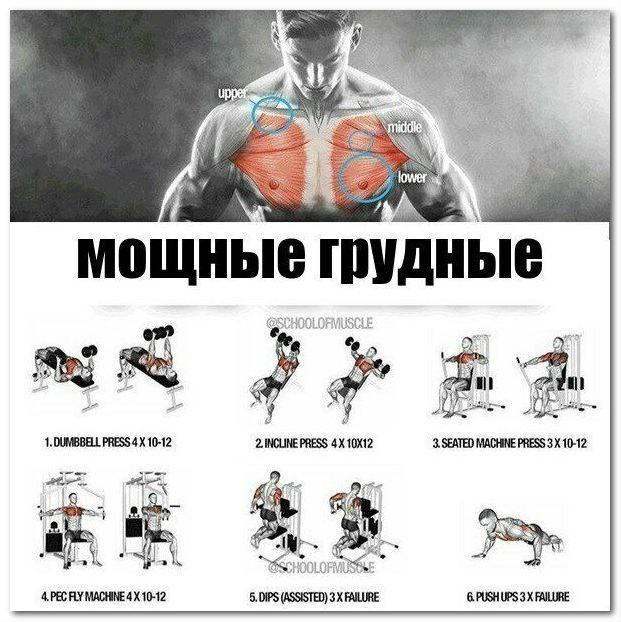 upper
middle
lower
мощные грудные
@SCHOOLOFMUSCLE
1. DUMBBELL PRESS 4 X 10-12
2. INCLINE PRESS 4 X 10X12
3. SEATED MACHINE PRESS 3 X 10-12
4. PEC FLY MACHINE 4 X 10-12
5. DIPS (ASSISTED) 3 X FAILURE
@SCHOOLOFMUSCLE
6. PUSH UPS 3 X FAILURE